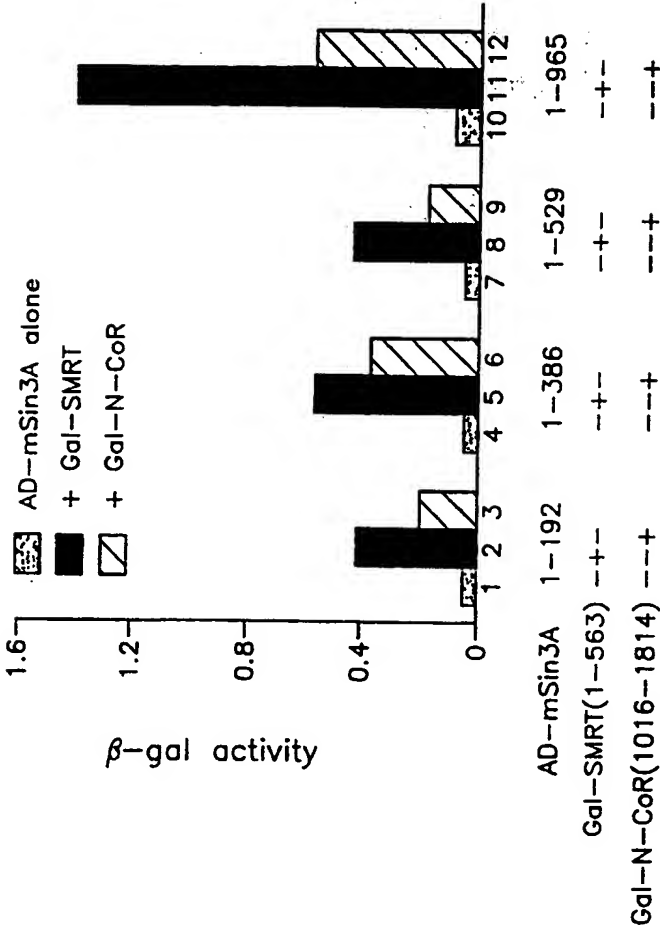 AD-mSin3A alone
+ Gal-SMRT
+ Gal-N-CoR
1.6
1.2
0.8
0.4
0
β-gal activity
1 2 3 4 5 6 7 8 9 10 11 12
AD-mSin3A 1-192 1-386 1-529 1-965
Gal-SMRT(1-563) -+- -+- -+- -+-
Gal-N-CoR(1016-1814) --+ --+ --+ --+